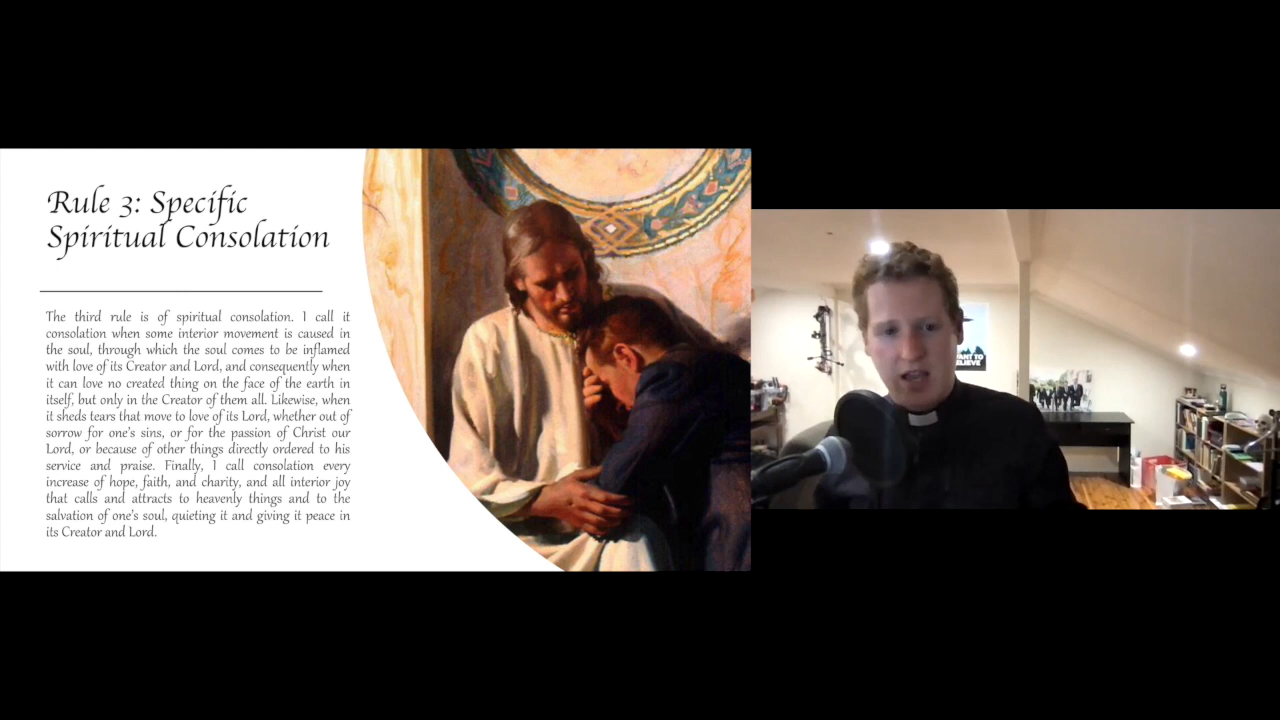 Rule 3: Specific
Spiritual Consolation
The third rule is of spiritual consolation. I call it
consolation when some interior movement is caused in
the soul, through which the soul comes to be inflamed
with love of its Creator and Lord, and consequently when
it can love no created thing on the face of the earth in
itself, but only in the Creator of them all. Likewise, when
it sheds tears that move to love of its Lord, whether out of
sorrow for one's sins, or for the passion of Christ our
Lord, or because of other things directly ordered to his
service and praise. Finally, I call consolation every
increase of hope, faith, and charity, and all interior joy
that calls and attracts to heavenly things and to the
salvation of one's soul, quieting it and giving it peace in
its Creator and Lord.
ANT TO
ELIEVE